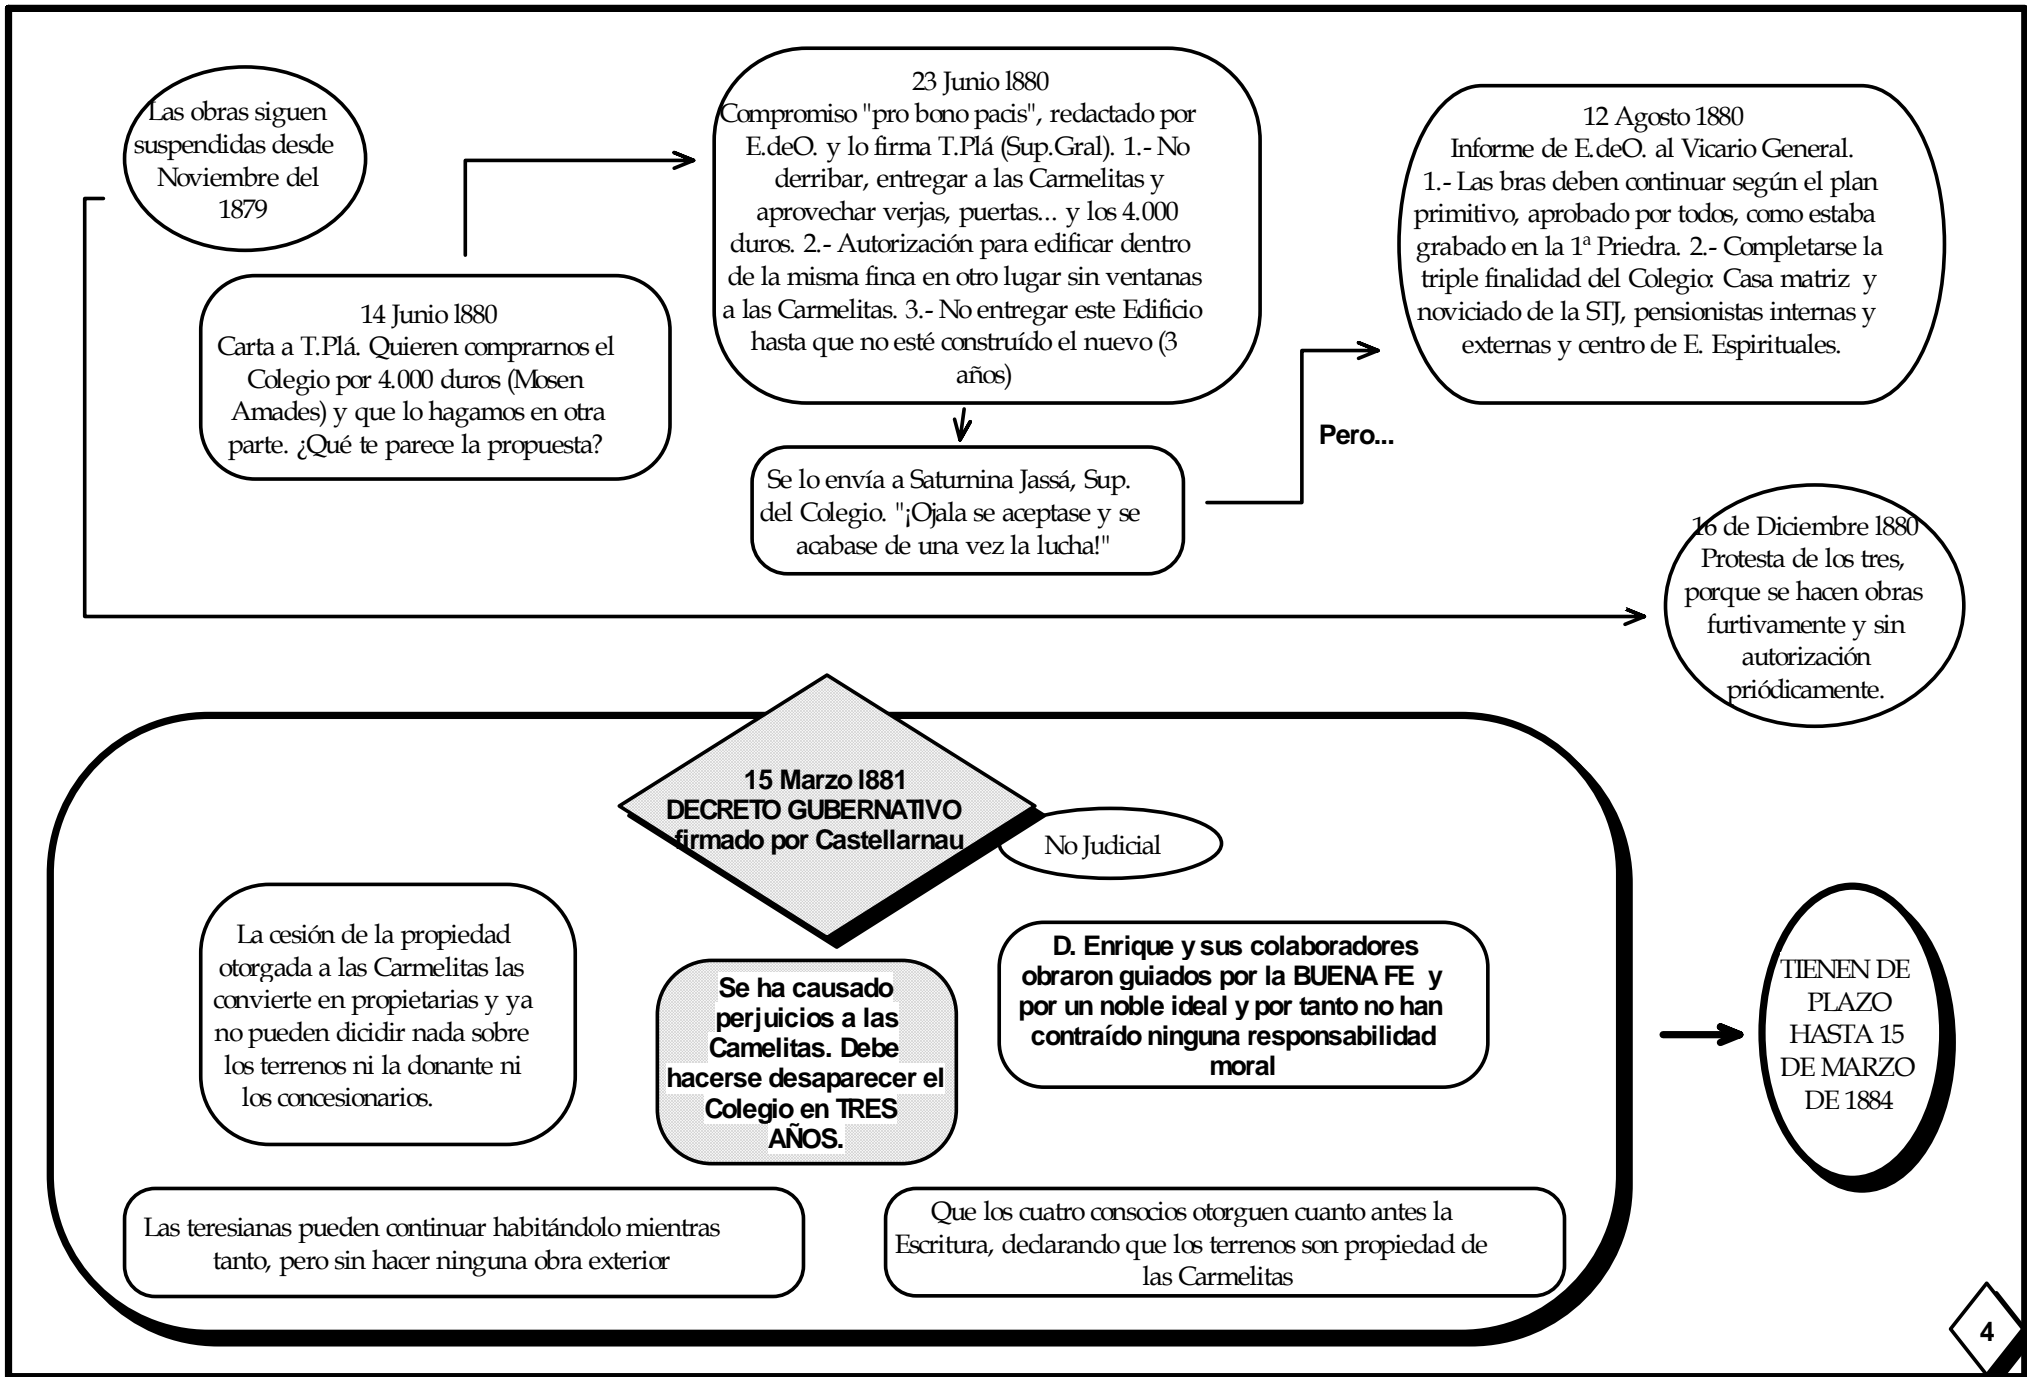 Las obras siguen
suspendidas desde
Noviembre del
1879
14 Junio l880
Carta a T.Plá. Quieren comprarnos el
Colegio por 4.000 duros (Mosen
Amades) y que lo hagamos en otra
parte. ¿Qué te parece la propuesta?
23 Junio l880
Compromiso "pro bono pacis", redactado por
E.deO. y lo firma T.Plá (Sup.Gral). 1.- No
derribar, entregar a las Carmelitas y
aprovechar verjas, puertas... y los 4.000
duros. 2.- Autorización para edificar dentro
de la misma finca en otro lugar sin ventanas
a las Carmelitas. 3.- No entregar este Edificio
hasta que no esté construído el nuevo (3
años)
Se lo envía a Saturnina Jassá, Sup.
del Colegio. "¡Ojala se aceptase y se
acabase de una vez la lucha!"
Pero...
12 Agosto 1880
Informe de E.deO. al Vicario General.
1.- Las bras deben continuar según el plan
primitivo, aprobado por todos, como estaba
grabado en la 1ª Priedra. 2.- Completarse la
triple finalidad del Colegio: Casa matriz y
noviciado de la STJ, pensionistas internas y
externas y centro de E. Espirituales.
16 de Diciembre l880
Protesta de los tres,
porque se hacen obras
furtivamente y sin
autorización
priódicamente.
15 Marzo l881
DECRETO GUBERNATIVO
firmado por Castellarnau
No Judicial
La cesión de la propiedad
otorgada a las Carmelitas las
convierte en propietarias y ya
no pueden dicidir nada sobre
los terrenos ni la donante ni
los concesionarios.
Se ha causado
perjuicios a las
Camelitas. Debe
hacerse desaparecer el
Colegio en TRES
AÑOS.
D. Enrique y sus colaboradores
obraron guiados por la BUENA FE y
por un noble ideal y por tanto no han
contraído ninguna responsabilidad
moral
TIENEN DE
PLAZO
HASTA 15
DE MARZO
DE 1884
Las teresianas pueden continuar habitándolo mientras
tanto, pero sin hacer ninguna obra exterior
Que los cuatro consocios otorguen cuanto antes la
Escritura, declarando que los terrenos son propiedad de
las Carmelitas
4